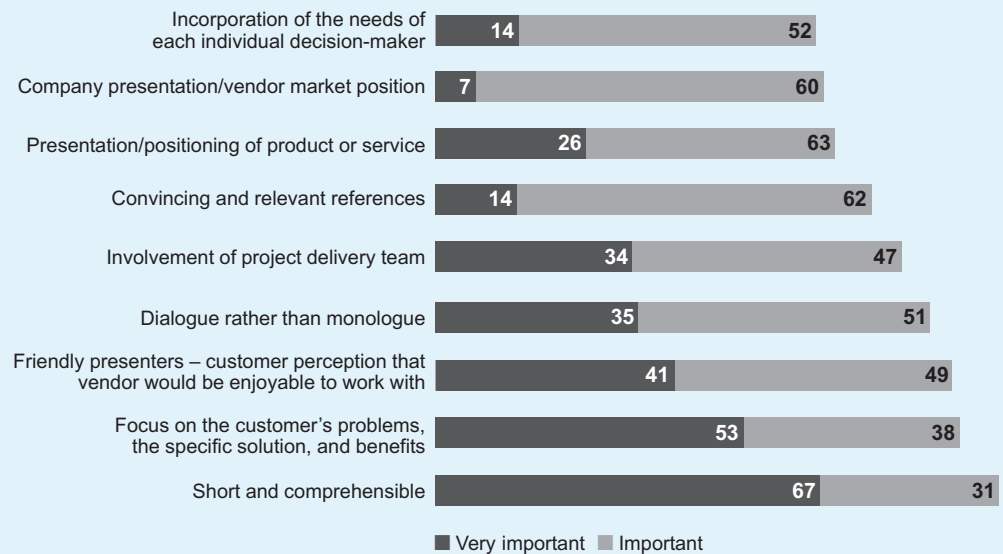 Incorporation of the needs of
each individual decision-maker
14 52
Company presentation/vendor market position
7 60
Presentation/positioning of product or service
26 63
Convincing and relevant references
14 62
Involvement of project delivery team
34 47
Dialogue rather than monologue
35 51
Friendly presenters – customer perception that
vendor would be enjoyable to work with
41 49
Focus on the customer's problems,
the specific solution, and benefits
53 38
Short and comprehensible
67 31
Very important Important